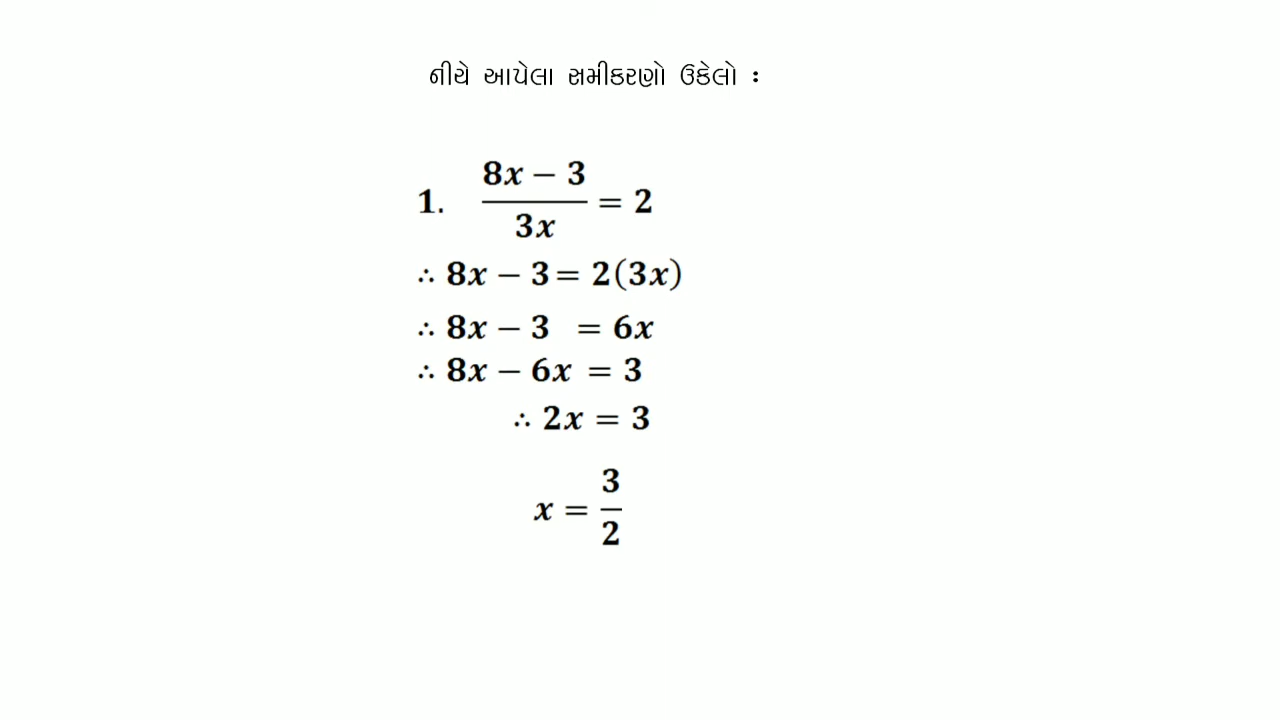 નીચે આપેલા સમીકરણો ઉકેલો :
1. (8x − 3)/(3x) = 2
∴ 8x − 3 = 2(3x)
∴ 8x − 3 = 6x
∴ 8x − 6x = 3
∴ 2x = 3
x = 3/2